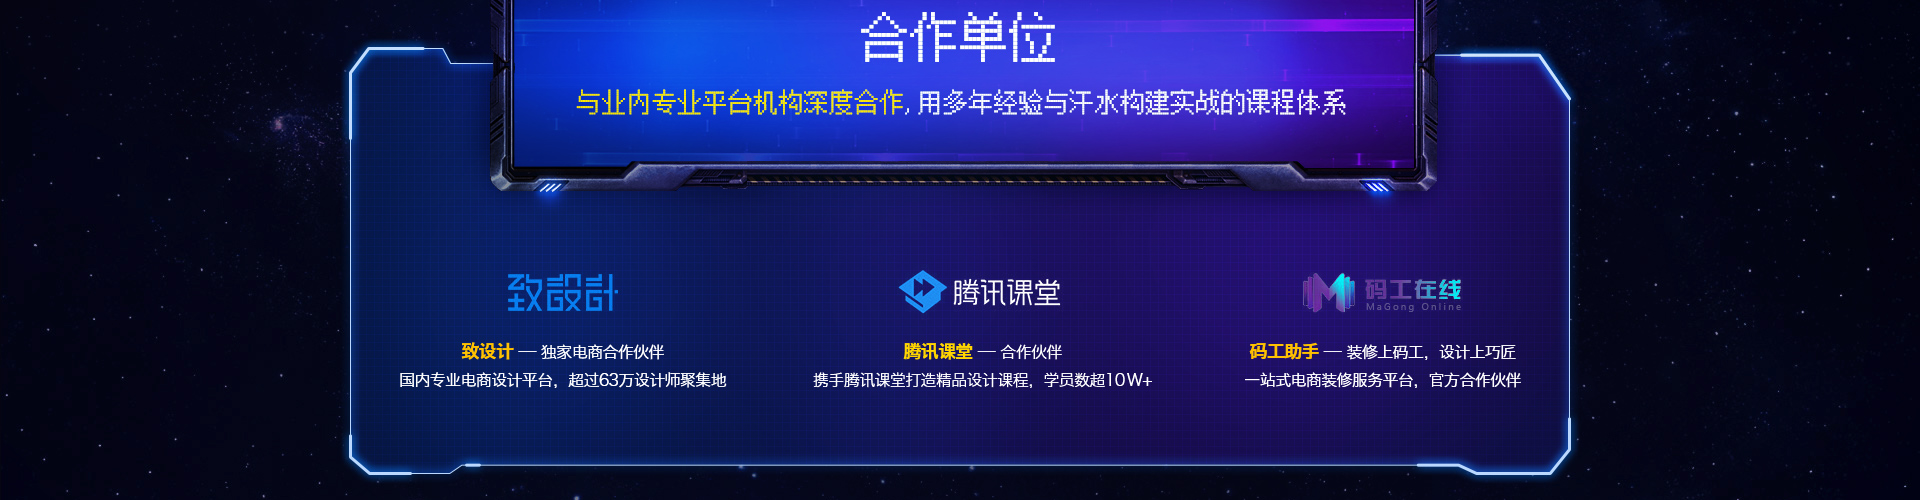 合作单位
与业内专业平台机构深度合作, 用多年经验与汗水构建实战的课程体系
致設計
腾讯课堂
码工在线
MaGong Online
致设计 — 独家电商合作伙伴
国内专业电商设计平台，超过63万设计师聚集地
腾讯课堂 — 合作伙伴
携手腾讯课堂打造精品设计课程，学员数超10W+
码工助手 — 装修上码工，设计上巧匠
一站式电商装修服务平台，官方合作伙伴